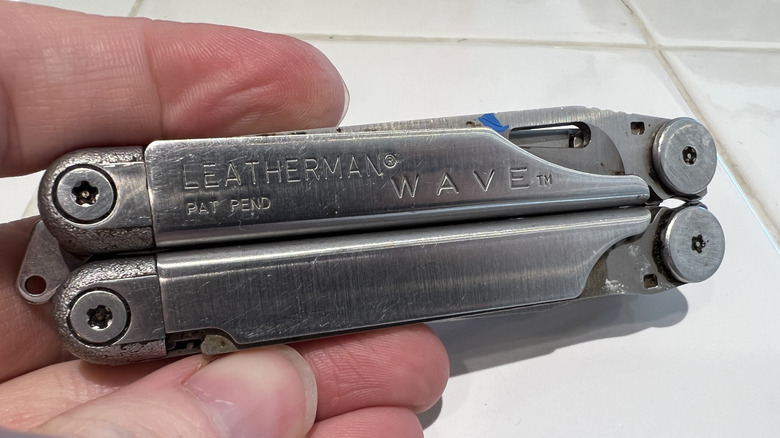 LEATHERMAN®
WAVE™
PAT PEND